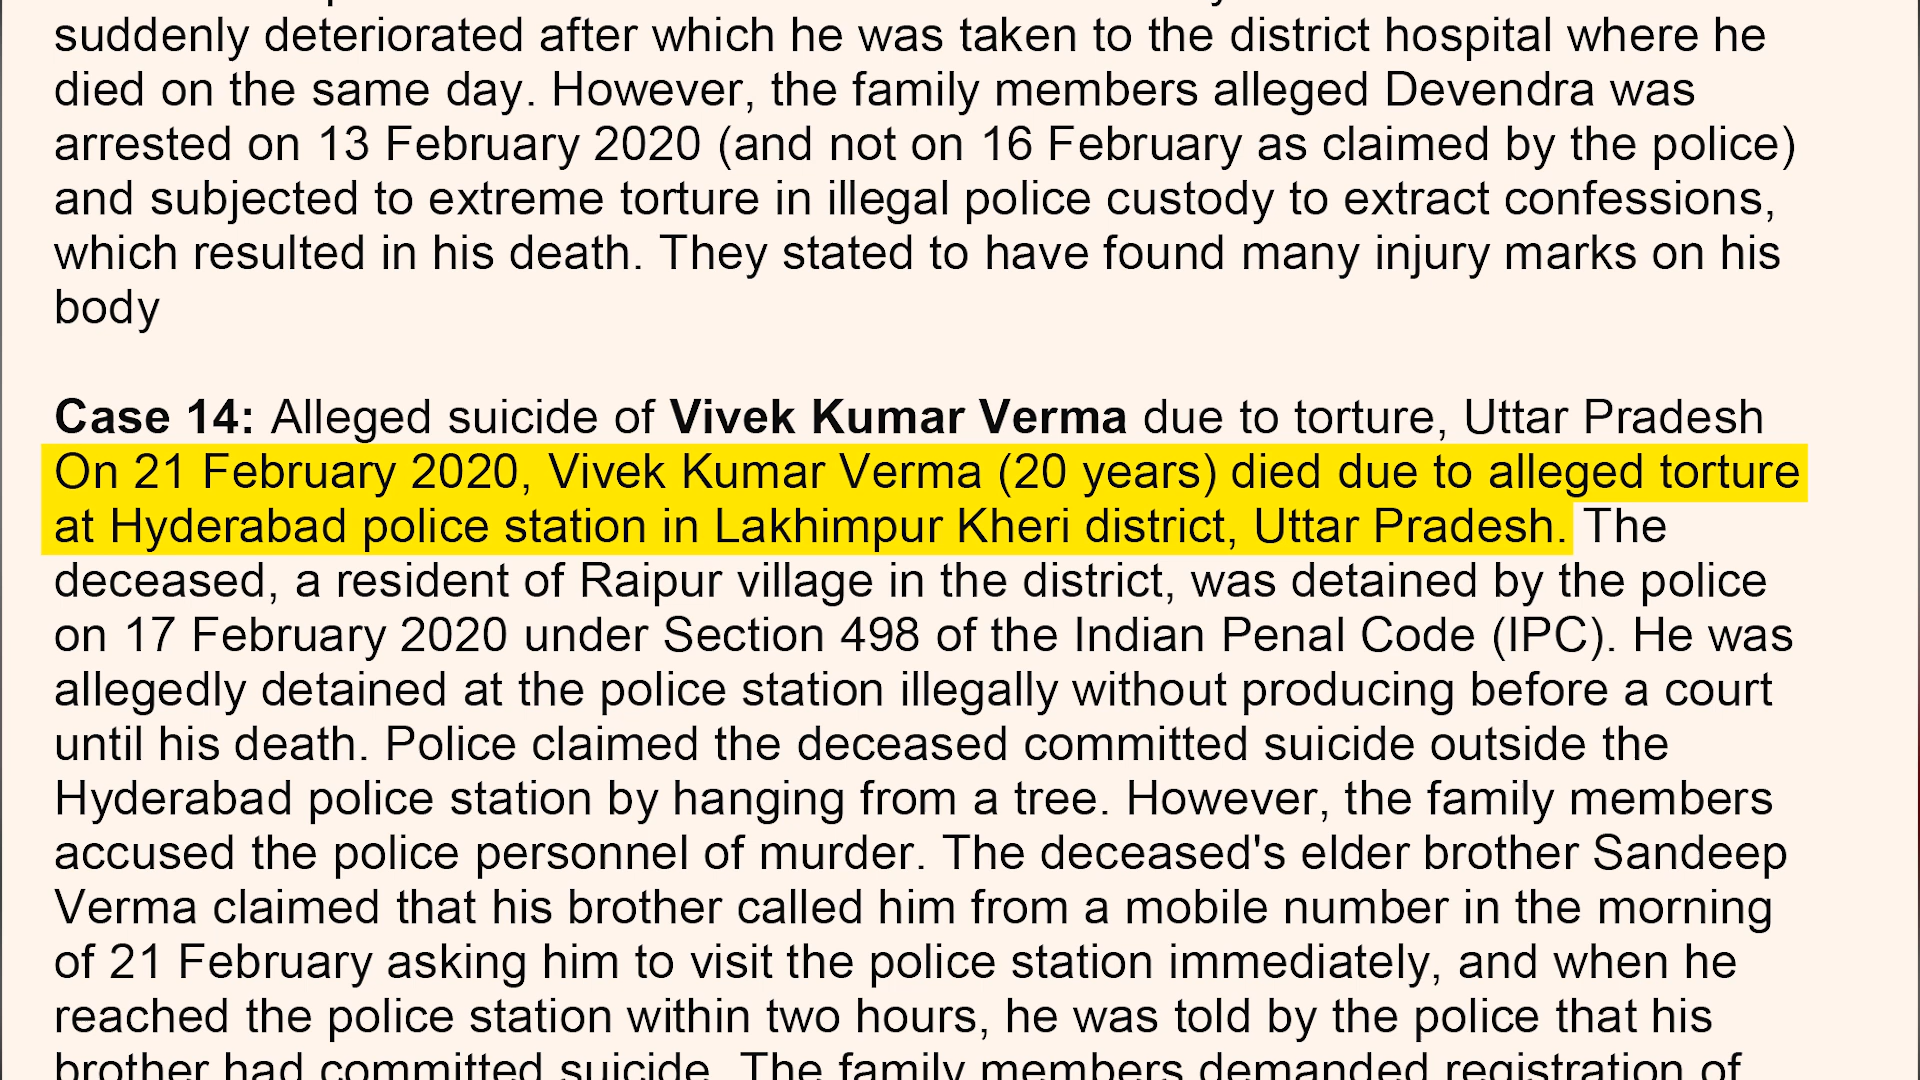 suddenly deteriorated after which he was taken to the district hospital where he
died on the same day. However, the family members alleged Devendra was
arrested on 13 February 2020 (and not on 16 February as claimed by the police)
and subjected to extreme torture in illegal police custody to extract confessions,
which resulted in his death. They stated to have found many injury marks on his
body
Case 14: Alleged suicide of Vivek Kumar Verma due to torture, Uttar Pradesh
On 21 February 2020, Vivek Kumar Verma (20 years) died due to alleged torture
at Hyderabad police station in Lakhimpur Kheri district, Uttar Pradesh. The
deceased, a resident of Raipur village in the district, was detained by the police
on 17 February 2020 under Section 498 of the Indian Penal Code (IPC). He was
allegedly detained at the police station illegally without producing before a court
until his death. Police claimed the deceased committed suicide outside the
Hyderabad police station by hanging from a tree. However, the family members
accused the police personnel of murder. The deceased's elder brother Sandeep
Verma claimed that his brother called him from a mobile number in the morning
of 21 February asking him to visit the police station immediately, and when he
reached the police station within two hours, he was told by the police that his
brother had committed suicide. The family members demanded registration of